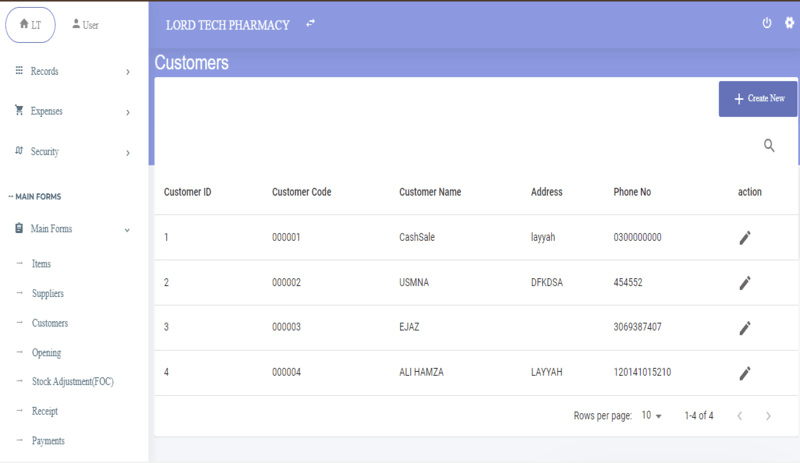 LT User
LORD TECH PHARMACY
Customers
Records
Expenses
Security
-- MAIN FORMS
Main Forms
Items
Suppliers
Customers
Opening
Stock Adjustment(FOC)
Receipt
Payments
Create New
Customer ID Customer Code Customer Name Address Phone No action
1 000001 CashSale layyah 0300000000
2 000002 USMNA DFKDSA 454552
3 000003 EJAZ 3069387407
4 000004 ALI HAMZA LAYYAH 120141015210
Rows per page: 10 1-4 of 4